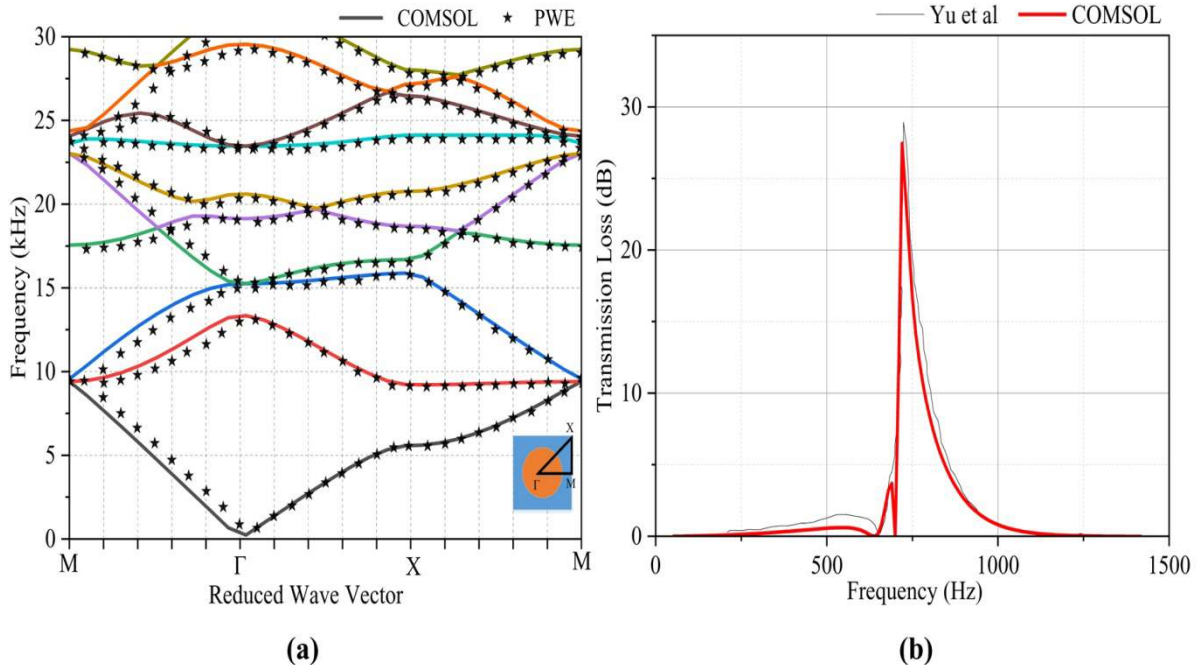 COMSOL ★ PWE
30
25
20
15
10
5
0
Frequency (kHz)
M Γ X M
Reduced Wave Vector
X
Γ M
(a)
Yu et al COMSOL
30
20
10
0
Transmission Loss (dB)
0 500 1000 1500
Frequency (Hz)
(b)